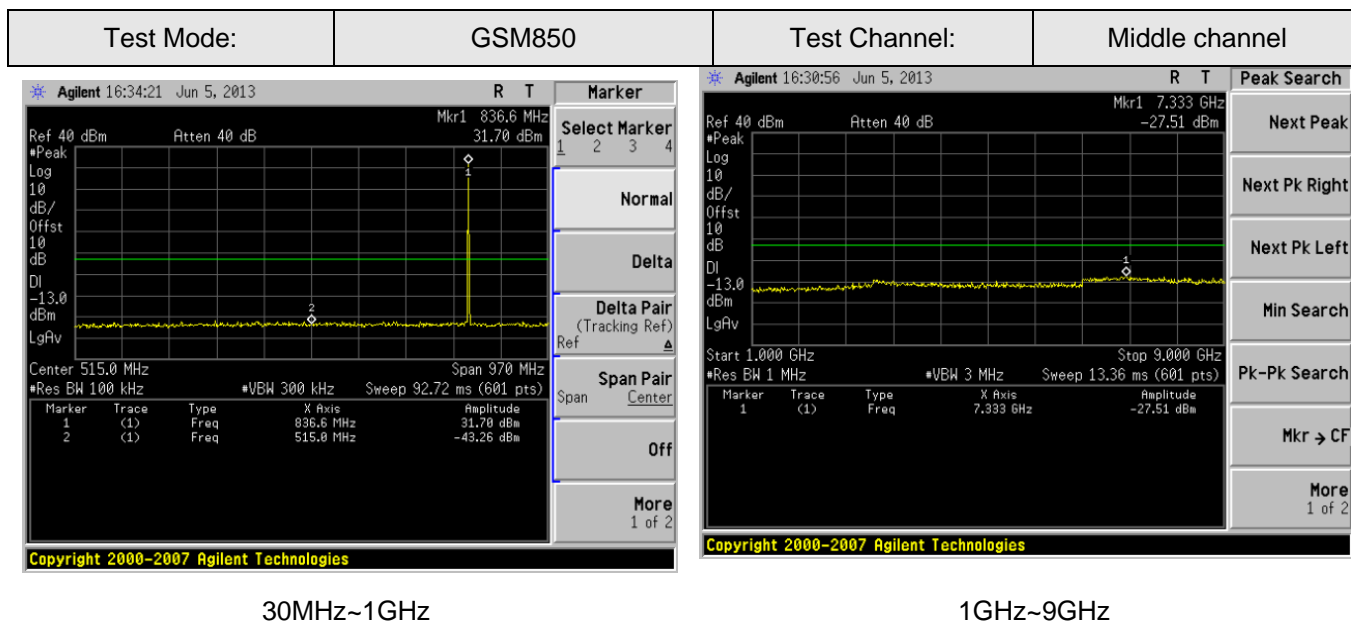 Test Mode: GSM850 Test Channel: Middle channel
Agilent 16:34:21 Jun 5, 2013 R T Marker
Mkr1 836.6 MHz
Ref 40 dBm Atten 40 dB 31.70 dBm
#Peak
Log
10
dB/
Offst
10
dB
DI
-13.0
dBm
LgAv
1
2
Center 515.0 MHz Span 970 MHz
#Res BW 100 kHz #VBW 300 kHz Sweep 92.72 ms (601 pts)
Marker Trace Type X Axis Amplitude
1 (1) Freq 836.6 MHz 31.70 dBm
2 (1) Freq 515.0 MHz -43.26 dBm
Select Marker
1 2 3 4
Normal
Delta
Delta Pair
(Tracking Ref)
Ref Δ
Span Pair
Span Center
Off
More
1 of 2
Copyright 2000-2007 Agilent Technologies
30MHz~1GHz
Agilent 16:30:56 Jun 5, 2013 R T Peak Search
Mkr1 7.333 GHz
Ref 40 dBm Atten 40 dB -27.51 dBm
#Peak
Log
10
dB/
Offst
10
dB
DI
-13.0
dBm
LgAv
1
Start 1.000 GHz Stop 9.000 GHz
#Res BW 1 MHz #VBW 3 MHz Sweep 13.36 ms (601 pts)
Marker Trace Type X Axis Amplitude
1 (1) Freq 7.333 GHz -27.51 dBm
Next Peak
Next Pk Right
Next Pk Left
Min Search
Pk-Pk Search
Mkr → CF
More
1 of 2
Copyright 2000-2007 Agilent Technologies
1GHz~9GHz